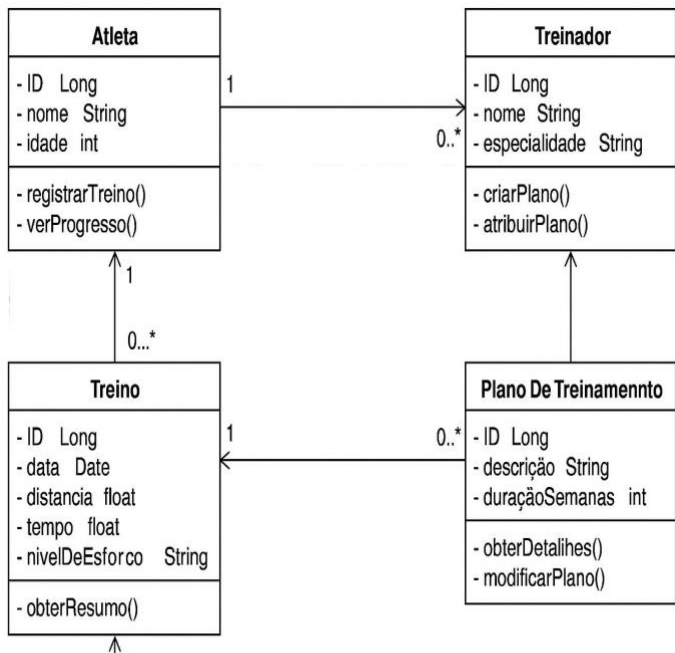 Atleta
- ID Long
- nome String
- idade int
- registrarTreino()
- verProgresso()
1
0..*
Treinador
- ID Long
- nome String
- especialidade String
- criarPlano()
- atribuirPlano()
1
0...*
Treino
- ID Long
- data Date
- distancia float
- tempo float
- nivelDeEsforco String
- obterResumo()
1
0..*
Plano De Treinamennto
- ID Long
- descrição String
- duraçãoSemanas int
- obterDetalihes()
- modificarPlano()